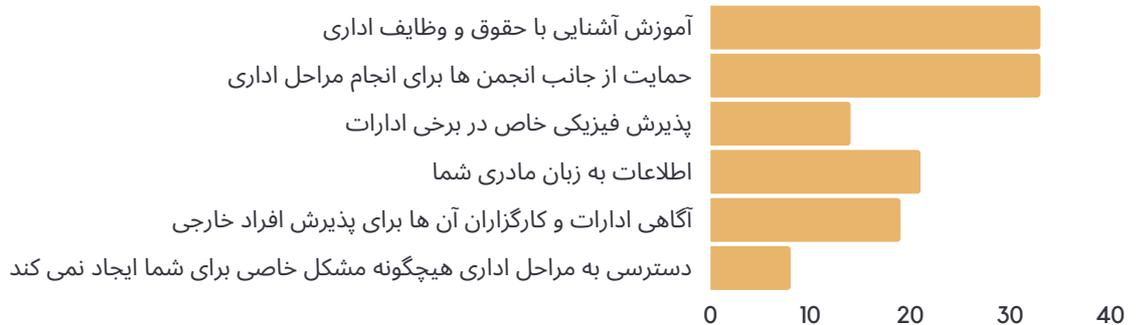 آموزش آشنایی با حقوق و وظایف اداری
حمایت از جانب انجمن ها برای انجام مراحل اداری
پذیرش فیزیکی خاص در برخی ادارات
اطلاعات به زبان مادری شما
آگاهی ادارات و کارگزاران آن ها برای پذیرش افراد خارجی
دسترسی به مراحل اداری هیچگونه مشکل خاصی برای شما ایجاد نمی کند
0 10 20 30 40